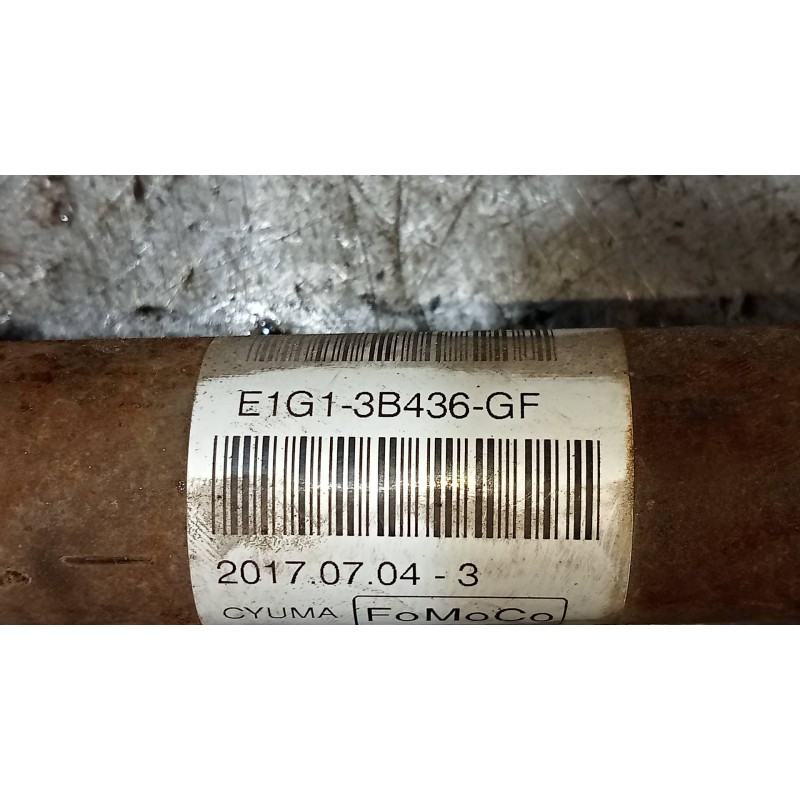 E1G1-3B436-GF
2017.07.04 - 3
CYUMA FoMoCo